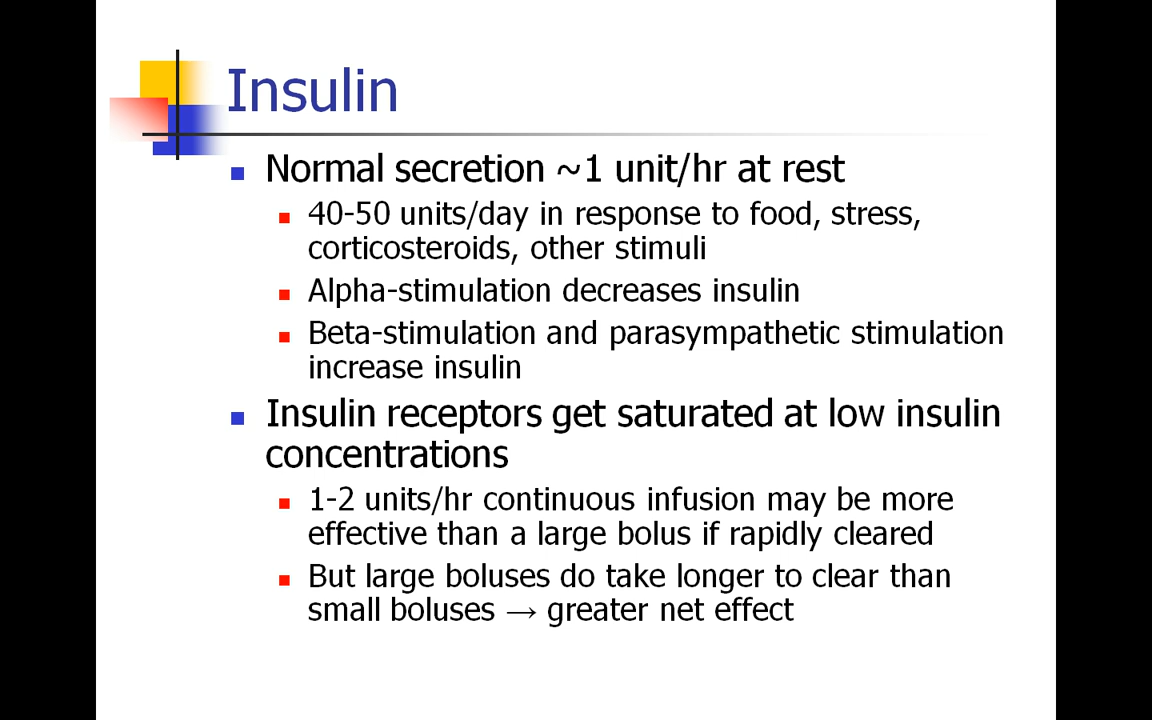 Insulin
Normal secretion ~1 unit/hr at rest
40-50 units/day in response to food, stress,
corticosteroids, other stimuli
Alpha-stimulation decreases insulin
Beta-stimulation and parasympathetic stimulation
increase insulin
Insulin receptors get saturated at low insulin
concentrations
1-2 units/hr continuous infusion may be more
effective than a large bolus if rapidly cleared
But large boluses do take longer to clear than
small boluses → greater net effect